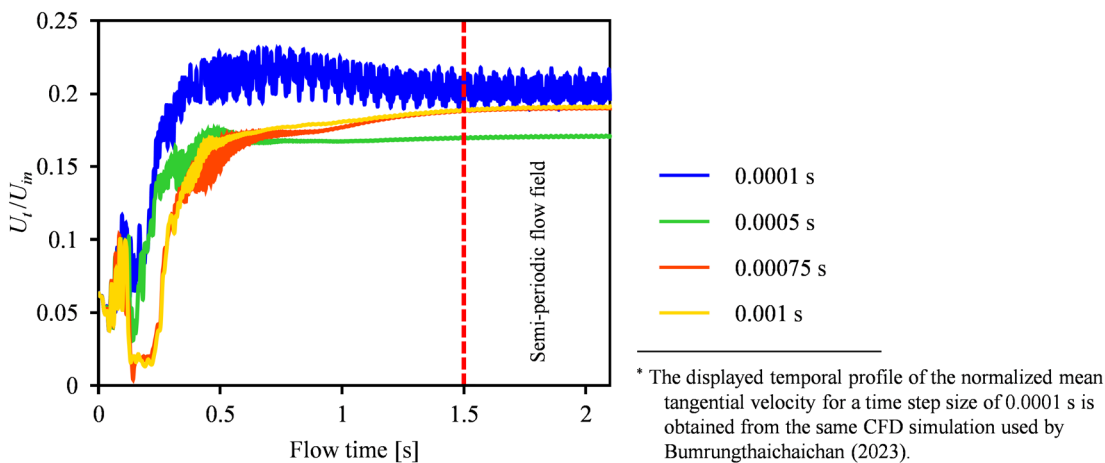 0.25
0.2
0.15
0.1
0.05
0
U_t/U_in
0
0.5
1
1.5
2
Flow time [s]
Semi-periodic flow field
0.0001 s
0.0005 s
0.00075 s
0.001 s
* The displayed temporal profile of the normalized mean
tangential velocity for a time step size of 0.0001 s is
obtained from the same CFD simulation used by
Bumrungthaichaichan (2023).